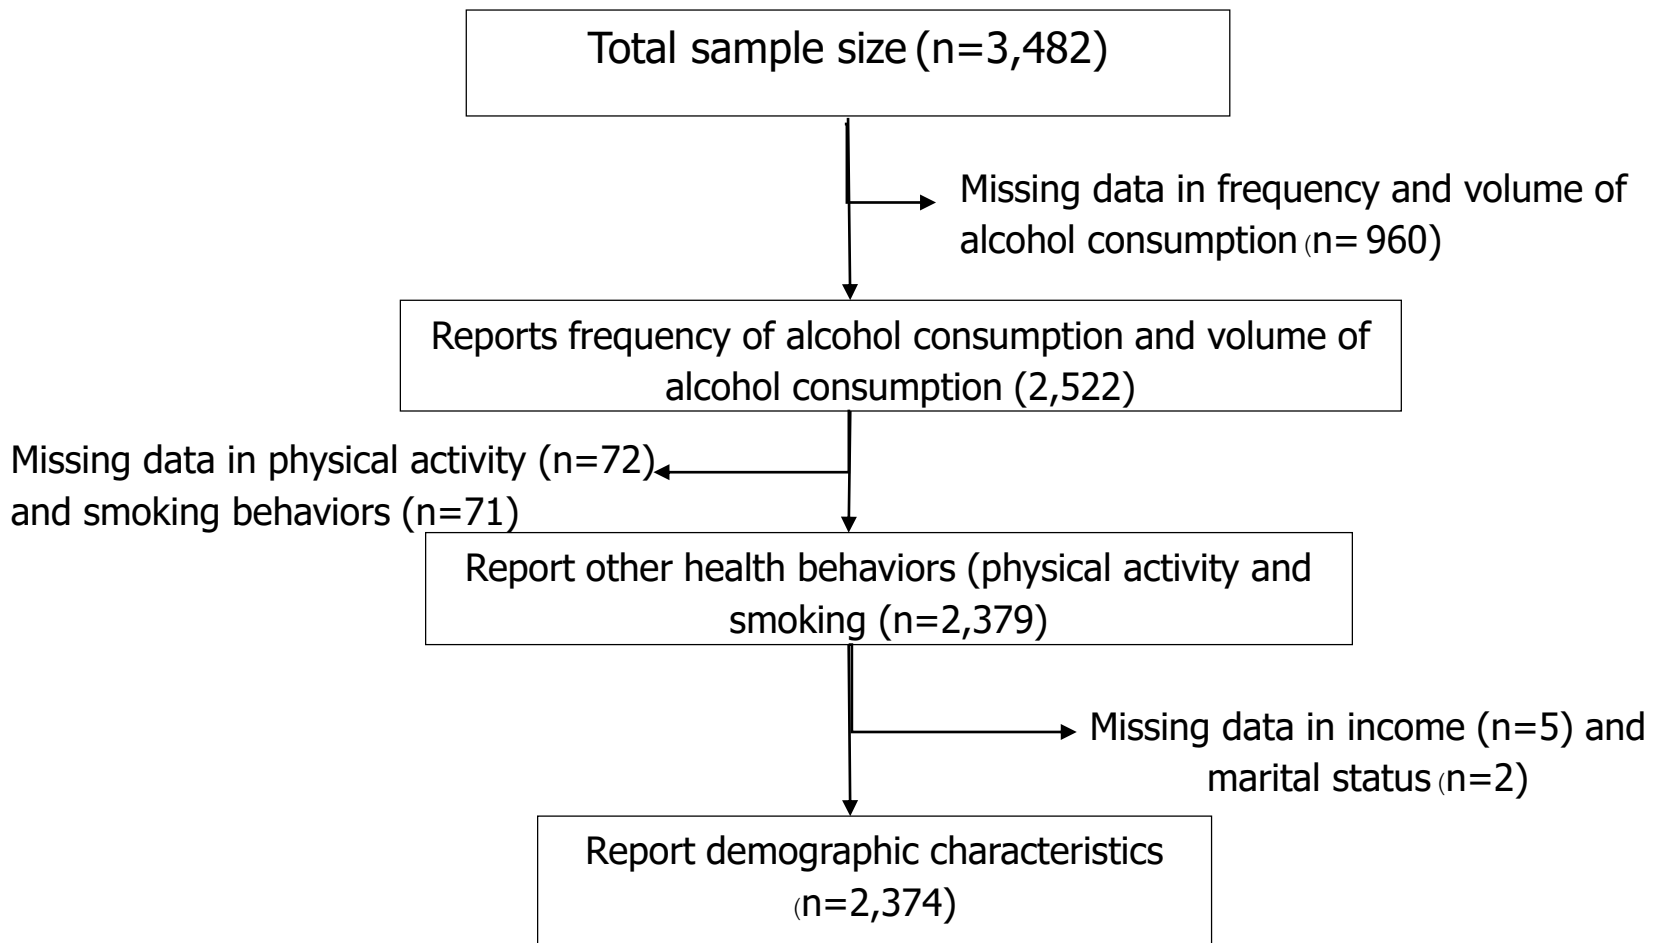 Total sample size (n=3,482)
Missing data in frequency and volume of
alcohol consumption (n= 960)
Reports frequency of alcohol consumption and volume of
alcohol consumption (2,522)
Missing data in physical activity (n=72)
and smoking behaviors (n=71)
Report other health behaviors (physical activity and
smoking (n=2,379)
Missing data in income (n=5) and
marital status (n=2)
Report demographic characteristics
(n=2,374)